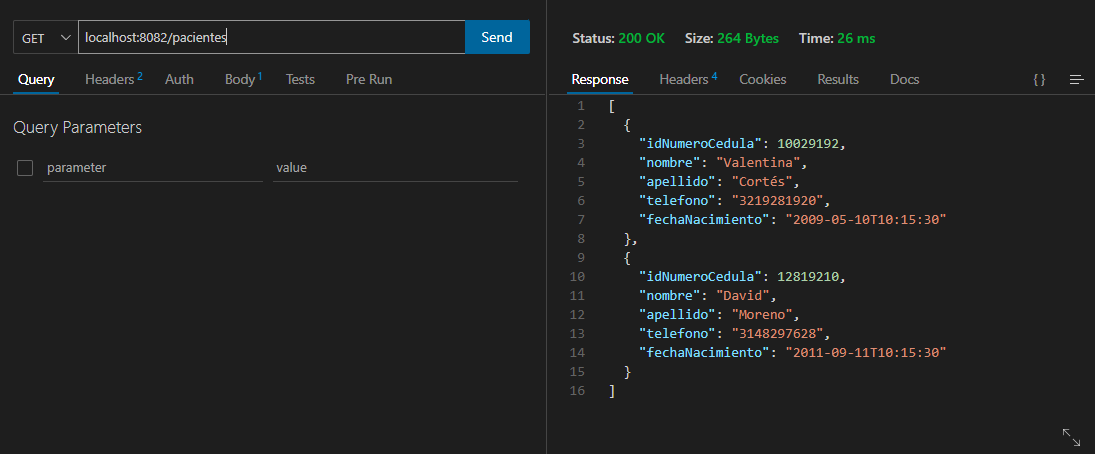 GET localhost:8082/pacientes Send
Query Headers 2 Auth Body 1 Tests Pre Run
Query Parameters
parameter value
Status: 200 OK Size: 264 Bytes Time: 26 ms
Response Headers 4 Cookies Results Docs { }
1 [
2 {
3 "idNumeroCedula": 10029192,
4 "nombre": "Valentina",
5 "apellido": "Cortés",
6 "telefono": "3219281920",
7 "fechaNacimiento": "2009-05-10T10:15:30"
8 },
9 {
10 "idNumeroCedula": 12819210,
11 "nombre": "David",
12 "apellido": "Moreno",
13 "telefono": "3148297628",
14 "fechaNacimiento": "2011-09-11T10:15:30"
15 }
16 ]